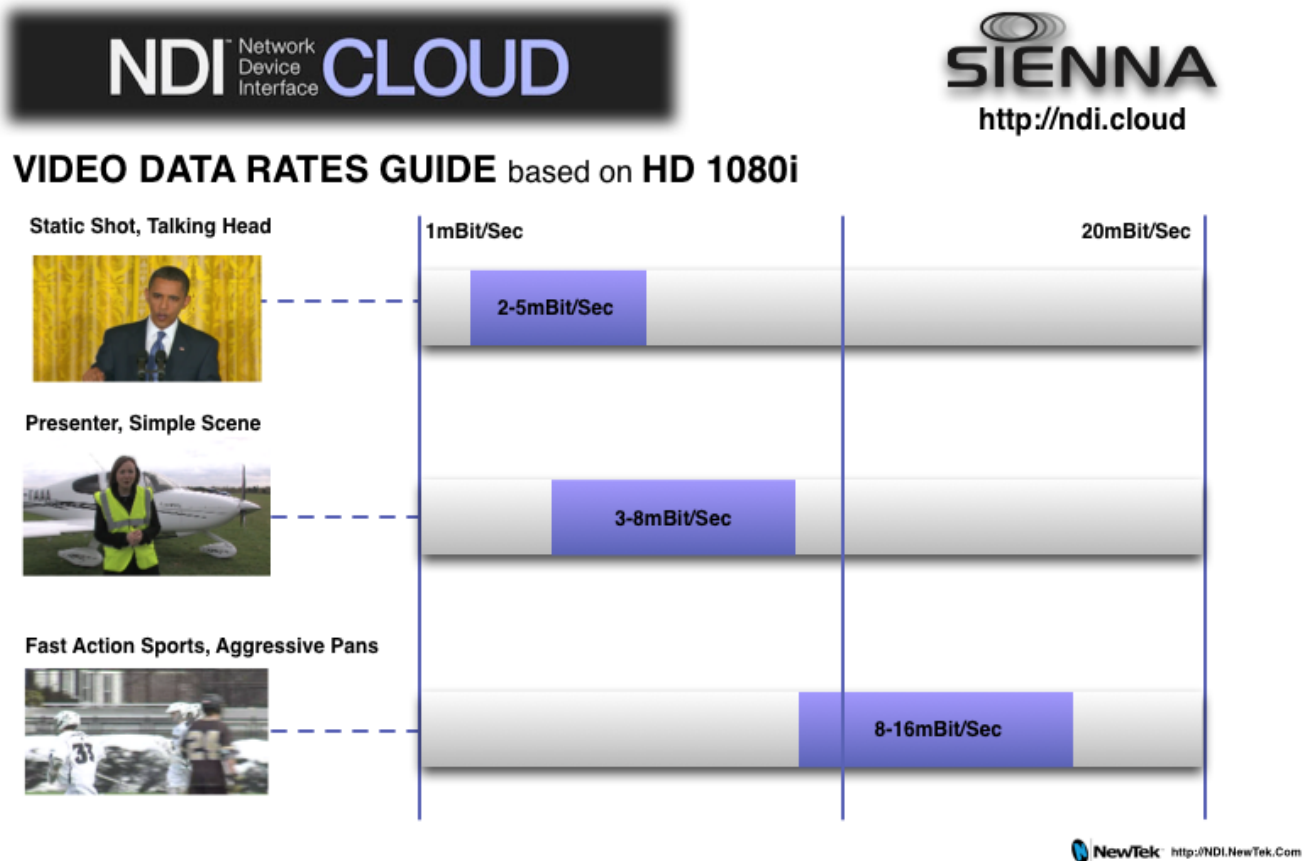 NDI™ Network Device Interface CLOUD
SIENNA
http://ndi.cloud
VIDEO DATA RATES GUIDE based on HD 1080i
Static Shot, Talking Head
1mBit/Sec
20mBit/Sec
2-5mBit/Sec
Presenter, Simple Scene
3-8mBit/Sec
Fast Action Sports, Aggressive Pans
8-16mBit/Sec
NewTek http://NDI.NewTek.Com